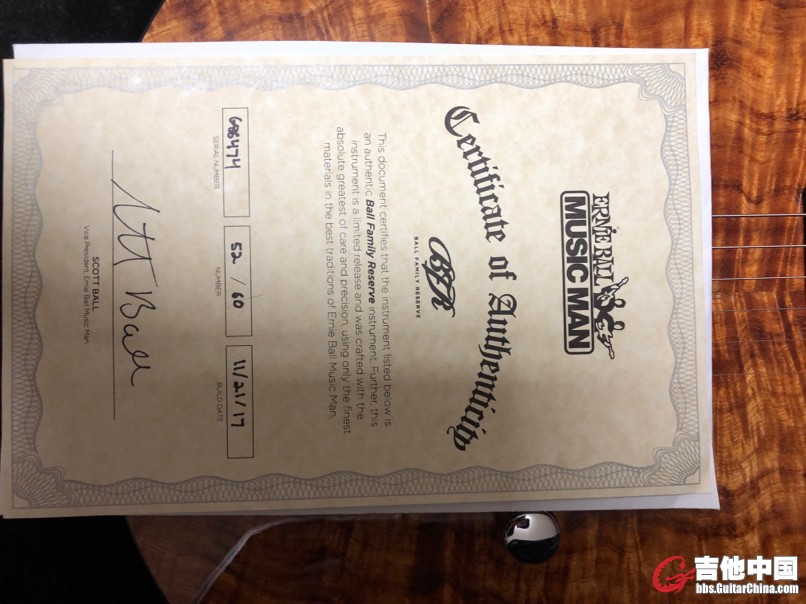 ERNIE BALL
MUSIC MAN
Certificate of Authenticity
BFR
BALL FAMILY RESERVE
This document certifies that the instrument listed below is
an authentic Ball Family Reserve instrument. Further, this
instrument is a limited release and was crafted with the
absolute greatest of care and precision, using only the finest
materials in the best traditions of Ernie Ball Music Man.
G86474
SERIAL NUMBER
52 / 60
NUMBER
11/21/17
BUILD DATE
Scott Ball
SCOTT BALL
Vice President, Ernie Ball Music Man
吉他中国
bbs.GuitarChina.com